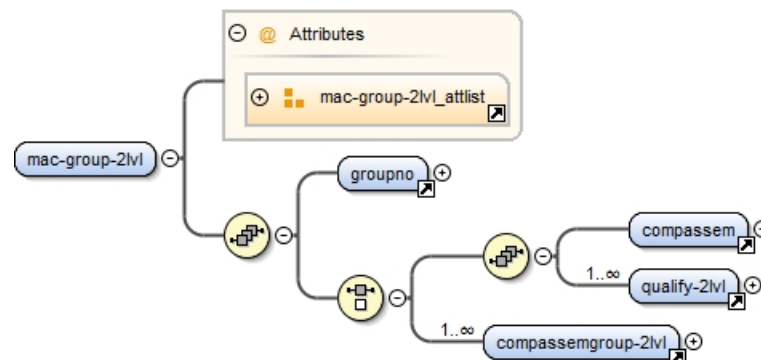 @ Attributes
mac-group-2lvl_attlist
mac-group-2lvl
groupno
compassem
1..∞
qualify-2lvl
1..∞
compassemgroup-2lvl